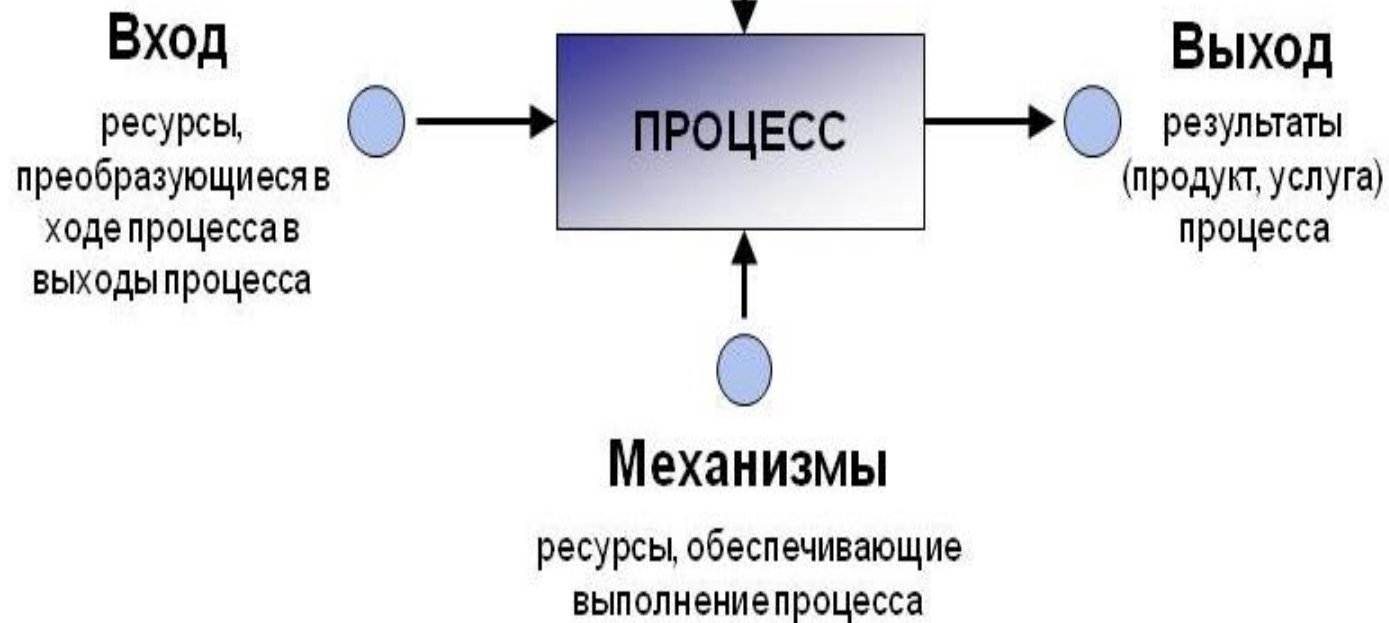 Вход
ресурсы,
преобразующиеся в
ходе процесса в
выходы процесса
ПРОЦЕСС
Выход
результаты
(продукт, услуга)
процесса
Механизмы
ресурсы, обеспечивающие
выполнение процесса